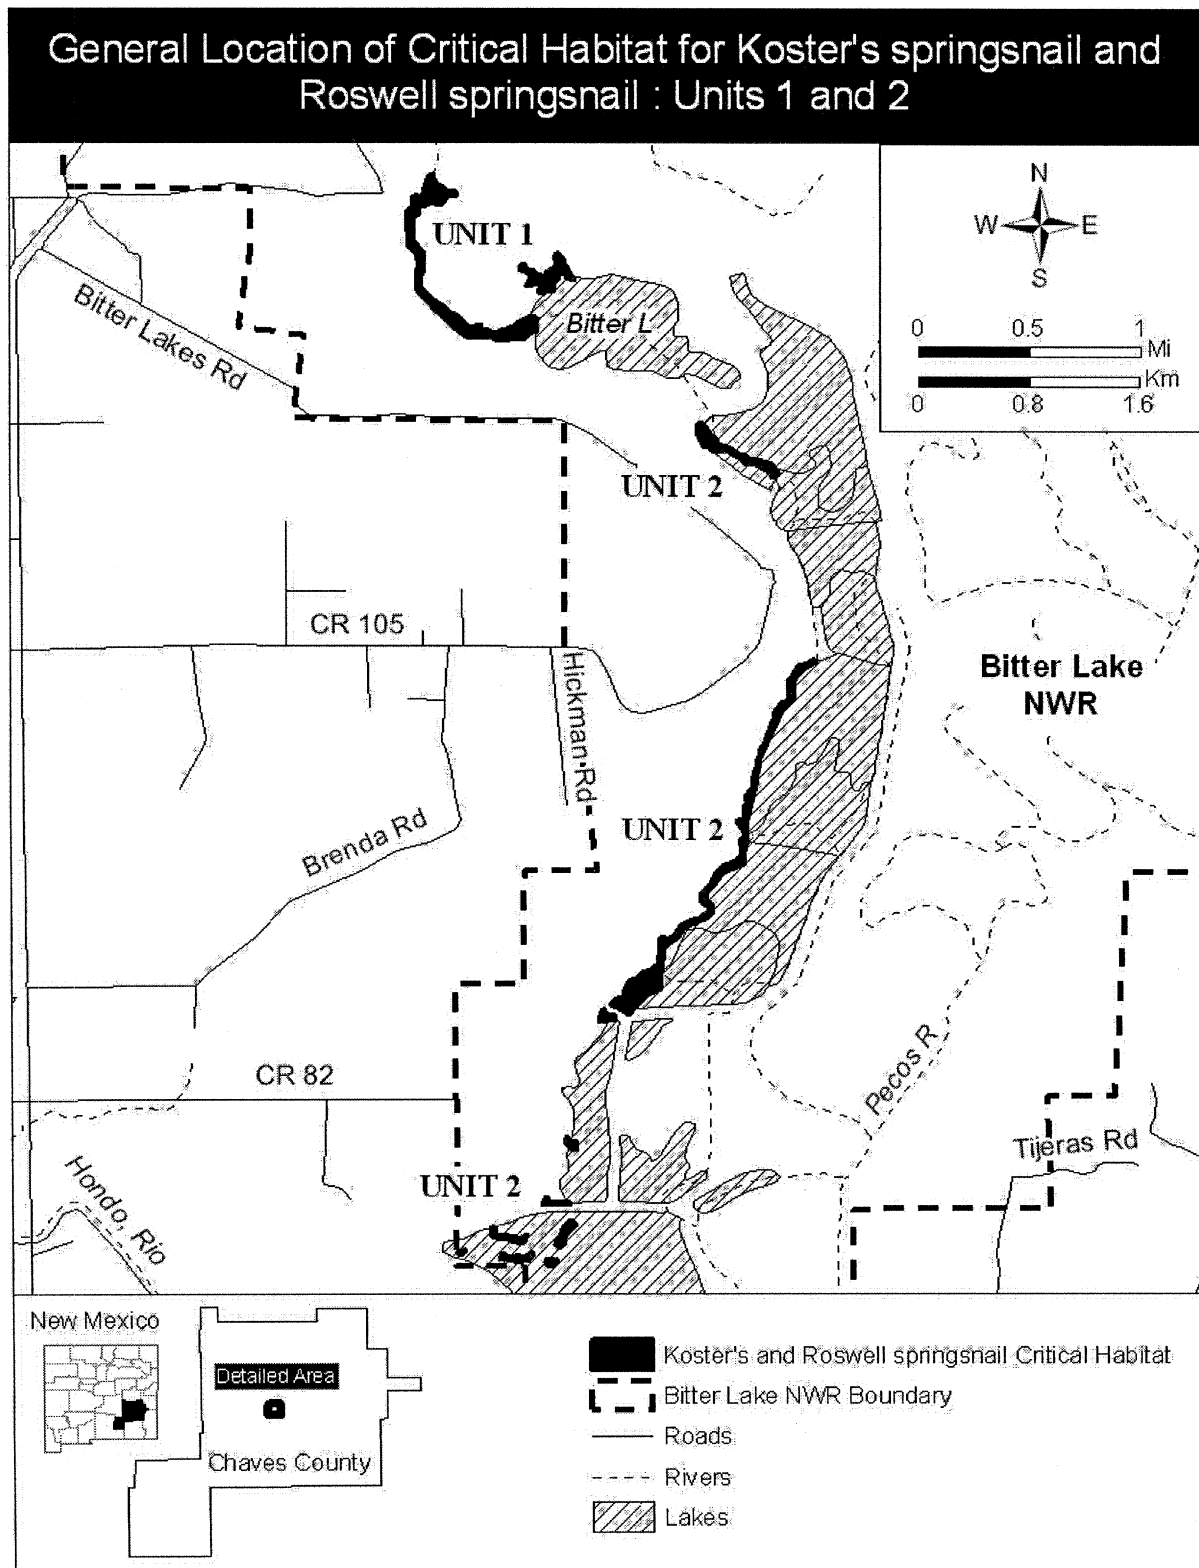 General Location of Critical Habitat for Koster's springsnail and
Roswell springsnail : Units 1 and 2
N
W E
S
0 0.5 1
Mi
Km
0 0.8 1.6
UNIT 1
Bitter L
Bitter Lakes Rd
UNIT 2
CR 105
Hickman Rd
Bitter Lake
NWR
UNIT 2
Brenda Rd
Pecos R
CR 82
Tijeras Rd
UNIT 2
Hondo, Rio
New Mexico
Detailed Area
Chaves County
Koster's and Roswell springsnail Critical Habitat
Bitter Lake NWR Boundary
Roads
Rivers
Lakes